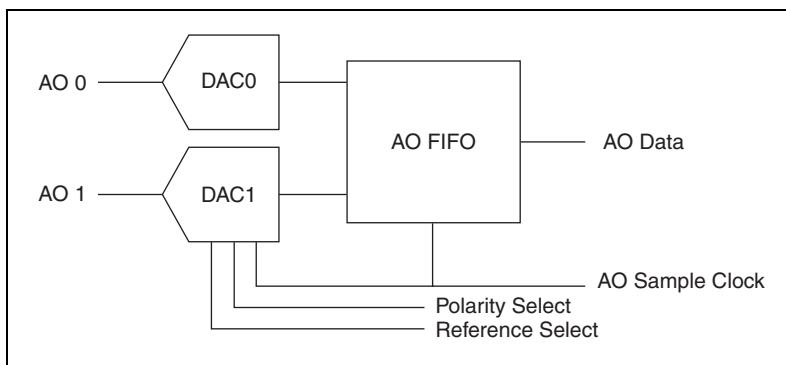 AO 0
DAC0
AO FIFO
AO Data
AO 1
DAC1
AO Sample Clock
Polarity Select
Reference Select